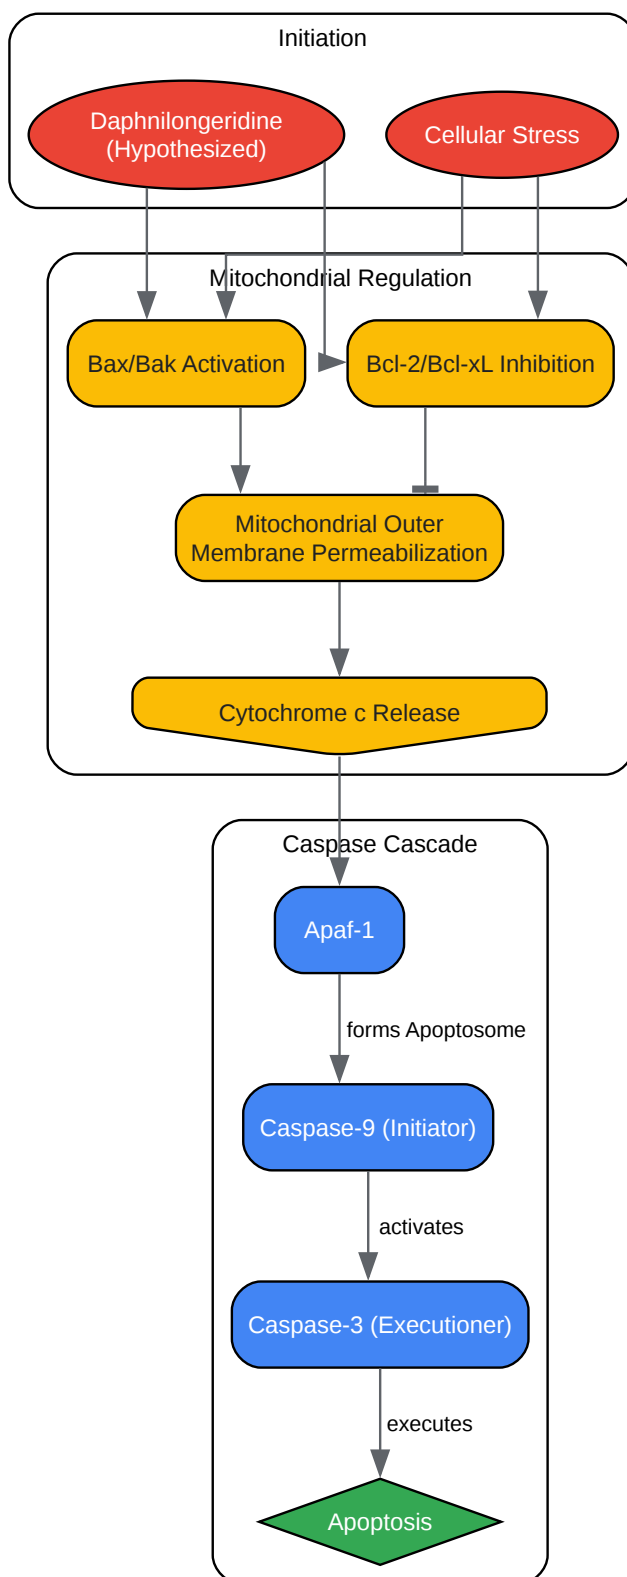 Initiation
Daphnilongeridine
(Hypothesized)
Cellular Stress
Mitochondrial Regulation
Bax/Bak Activation
Bcl-2/Bcl-xL Inhibition
Mitochondrial Outer
Membrane Permeabilization
Cytochrome c Release
Caspase Cascade
Apaf-1
forms Apoptosome
Caspase-9 (Initiator)
activates
Caspase-3 (Executioner)
executes
Apoptosis